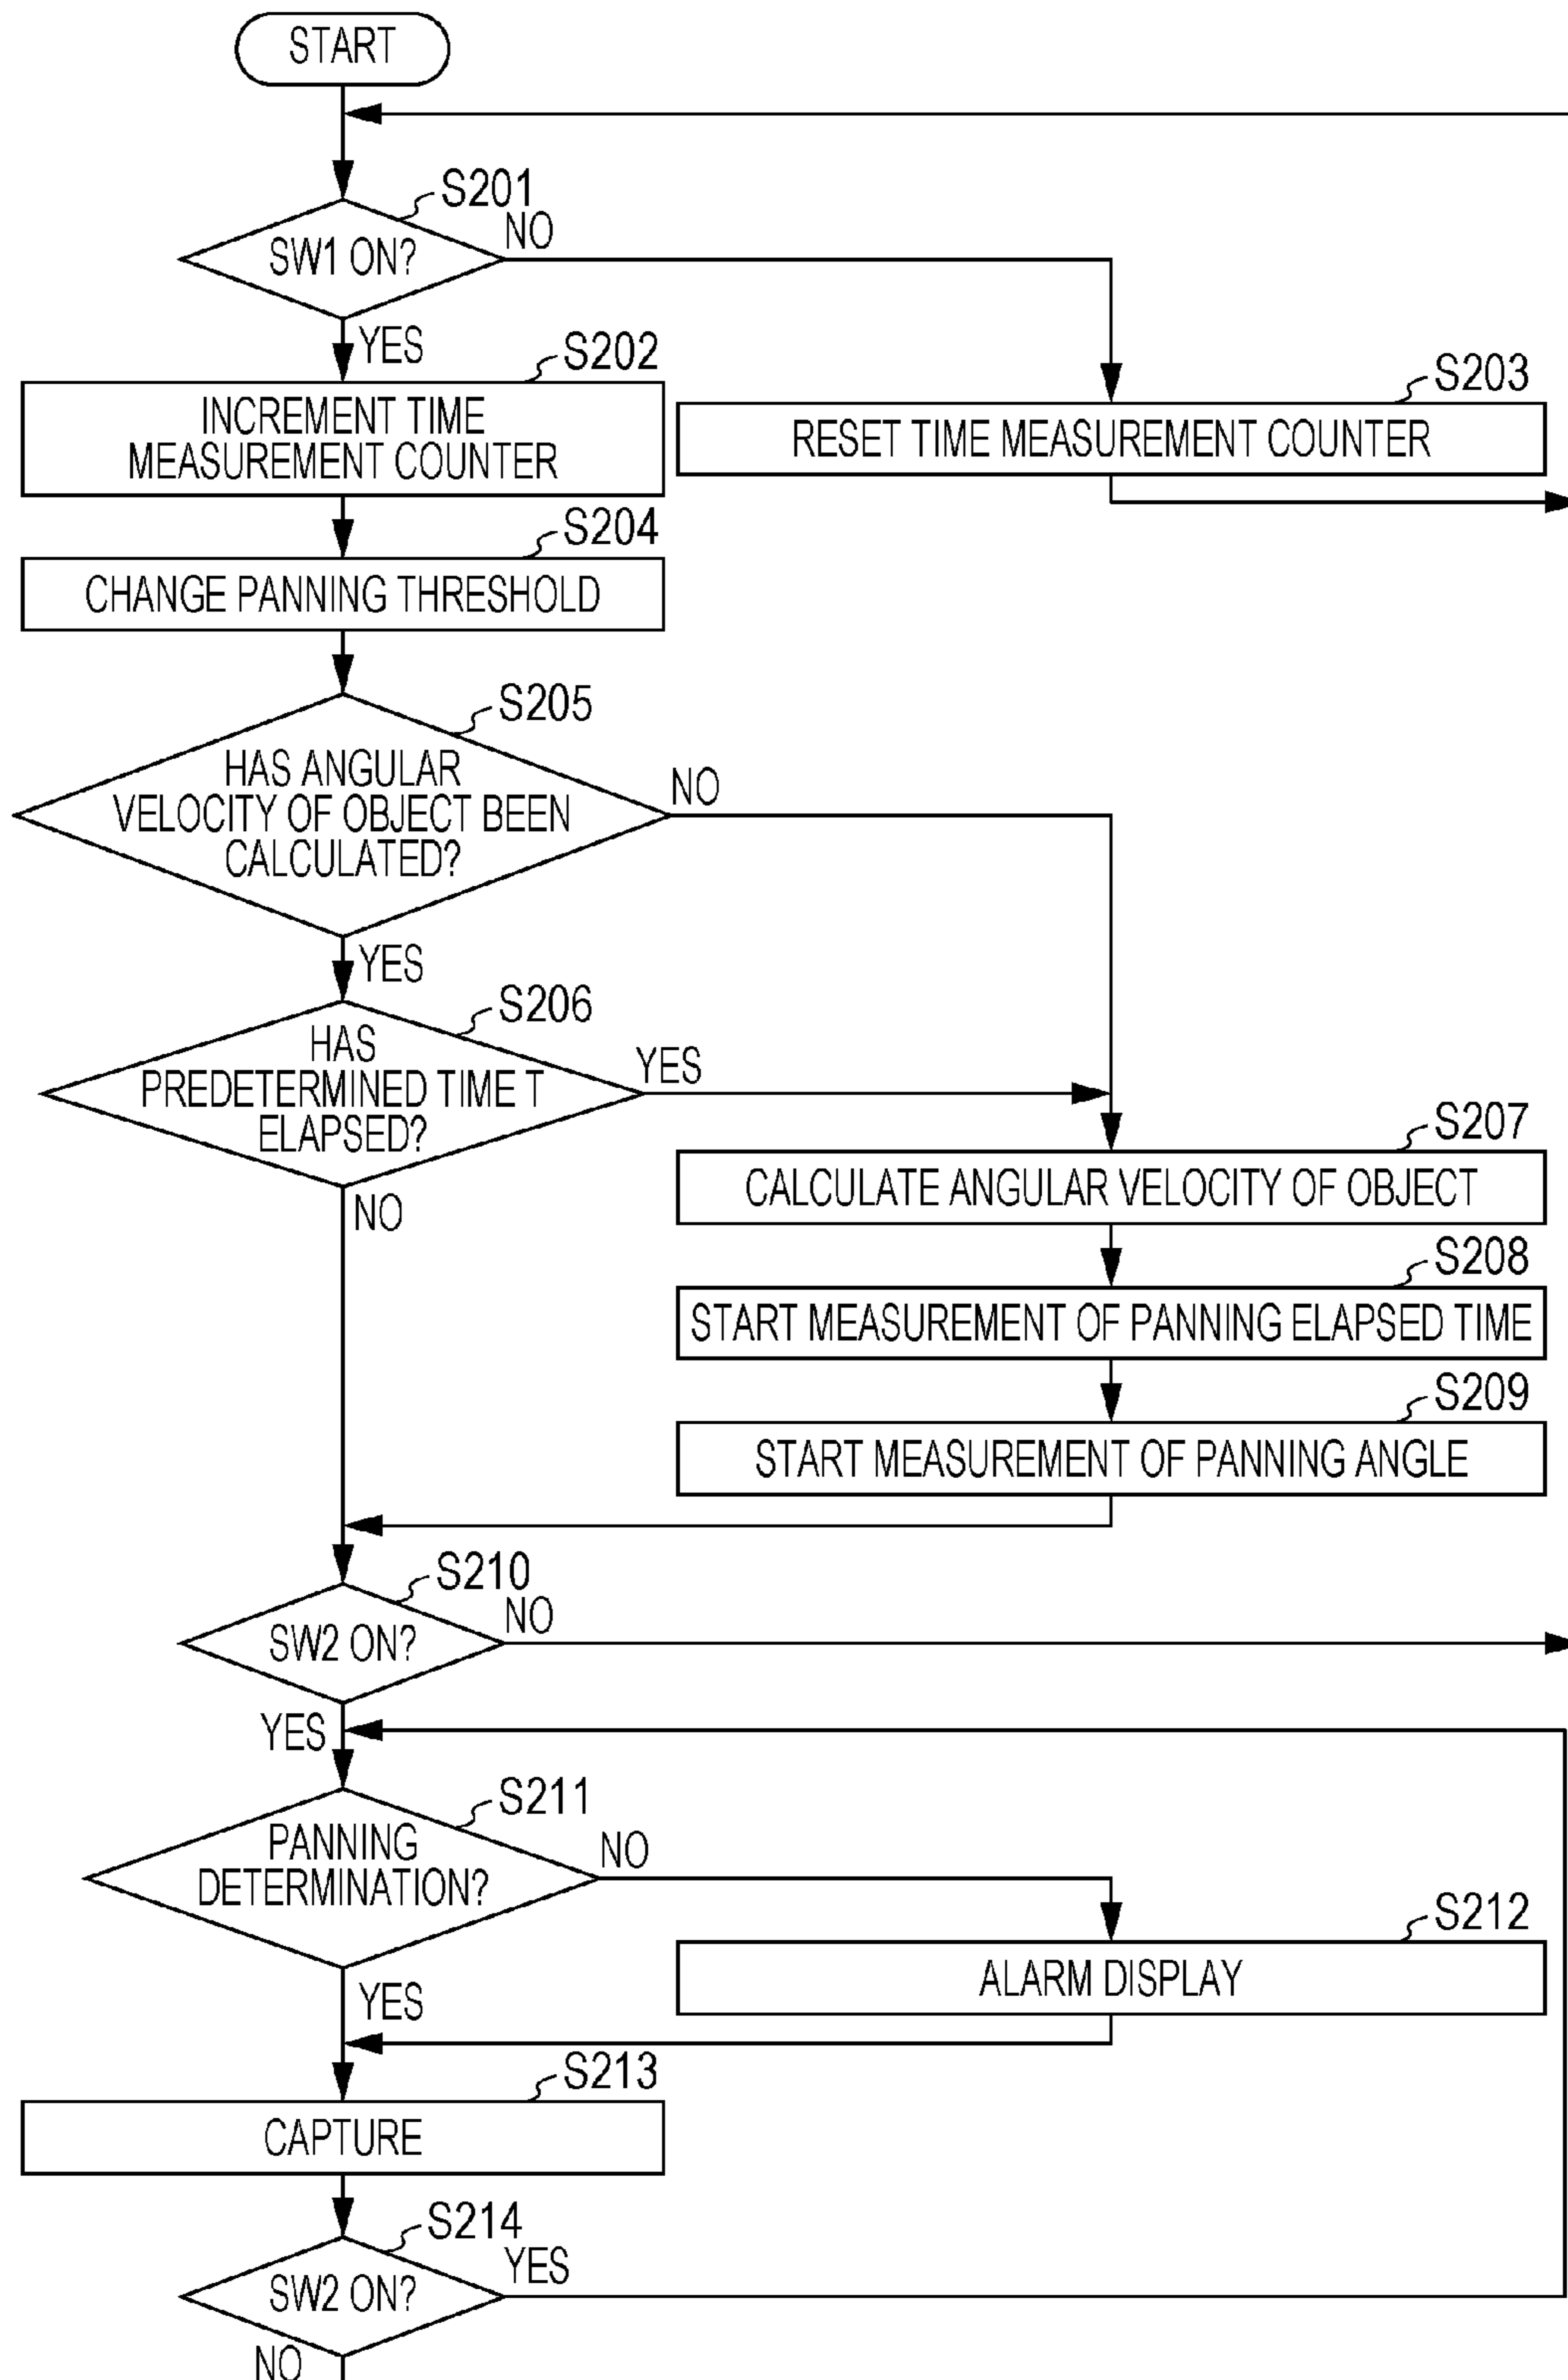 START
S201
SW1 ON?
NO
YES
S202
INCREMENT TIME
MEASUREMENT COUNTER
S203
RESET TIME MEASUREMENT COUNTER
S204
CHANGE PANNING THRESHOLD
S205
HAS ANGULAR
VELOCITY OF OBJECT BEEN
CALCULATED?
NO
YES
S206
HAS
PREDETERMINED TIME T
ELAPSED?
YES
NO
S207
CALCULATE ANGULAR VELOCITY OF OBJECT
S208
START MEASUREMENT OF PANNING ELAPSED TIME
S209
START MEASUREMENT OF PANNING ANGLE
S210
SW2 ON?
NO
YES
S211
PANNING
DETERMINATION?
NO
YES
S212
ALARM DISPLAY
S213
CAPTURE
S214
SW2 ON?
YES
NO